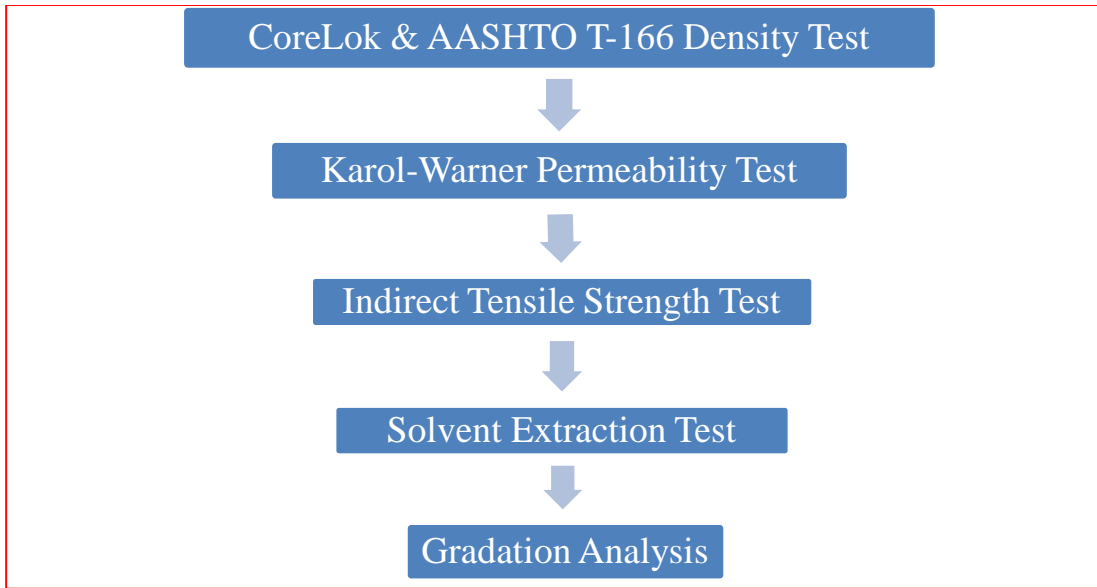 CoreLok & AASHTO T-166 Density Test
Karol-Warner Permeability Test
Indirect Tensile Strength Test
Solvent Extraction Test
Gradation Analysis